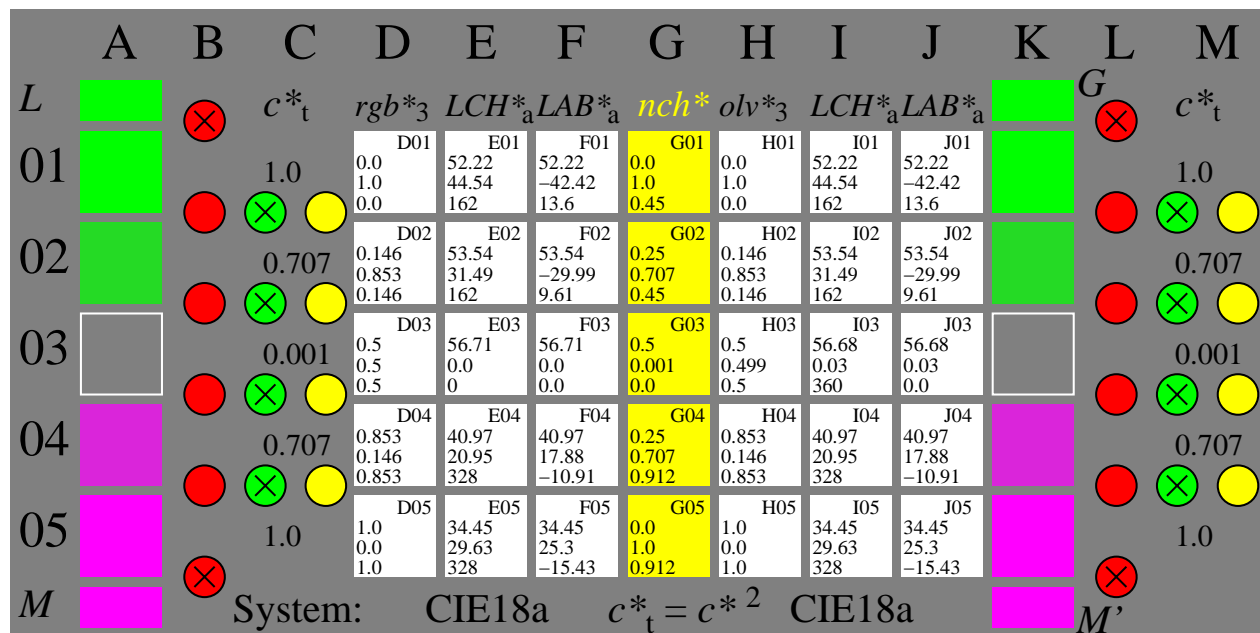 A B C D E F G H I J K L M
L c*t rgb*3 LCH*a LAB*a nch* olv*3 LCH*a LAB*a G c*t
01 D01 E01 F01 G01 H01 I01 J01
0.0 52.22 52.22 0.0 0.0 52.22 52.22
1.0 1.0 44.54 −42.42 1.0 1.0 44.54 −42.42 1.0
0.0 162 13.6 0.45 0.0 162 13.6
02 D02 E02 F02 G02 H02 I02 J02
0.146 53.54 53.54 0.25 0.146 53.54 53.54
0.707 0.853 31.49 −29.99 0.707 0.853 31.49 −29.99 0.707
0.146 162 9.61 0.45 0.146 162 9.61
03 D03 E03 F03 G03 H03 I03 J03
0.5 56.71 56.71 0.5 0.5 56.68 56.68
0.001 0.5 0.0 0.0 0.001 0.499 0.03 0.03 0.001
0.5 0 0.0 0.0 0.5 360 0.0
04 D04 E04 F04 G04 H04 I04 J04
0.853 40.97 40.97 0.25 0.853 40.97 40.97
0.707 0.146 20.95 17.88 0.707 0.146 20.95 17.88 0.707
0.853 328 −10.91 0.912 0.853 328 −10.91
05 D05 E05 F05 G05 H05 I05 J05
1.0 34.45 34.45 0.0 1.0 34.45 34.45
1.0 0.0 29.63 25.3 1.0 0.0 29.63 25.3 1.0
1.0 328 −15.43 0.912 1.0 328 −15.43
M System: CIE18a c*t = c* 2 CIE18a M’